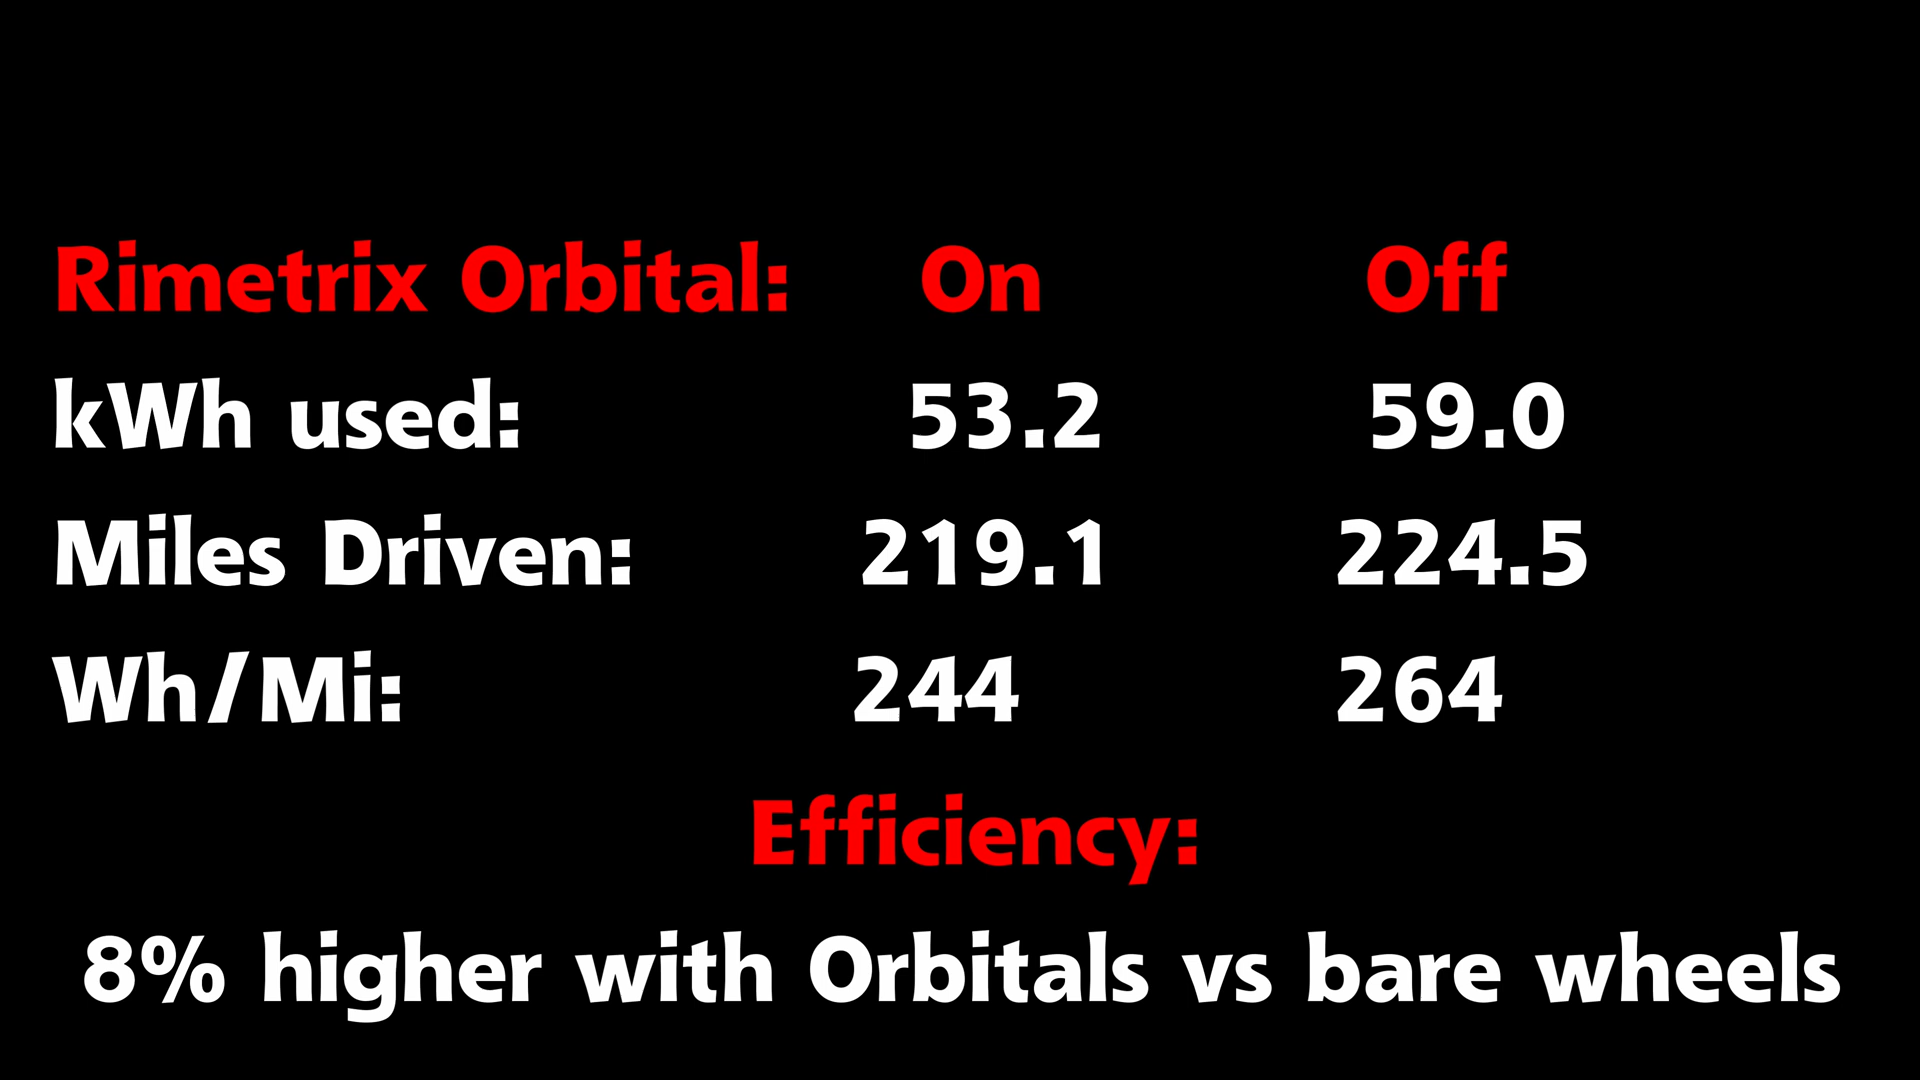 Rimetrix Orbital: On Off
kWh used: 53.2 59.0
Miles Driven: 219.1 224.5
Wh/Mi: 244 264
Efficiency:
8% higher with Orbitals vs bare wheels